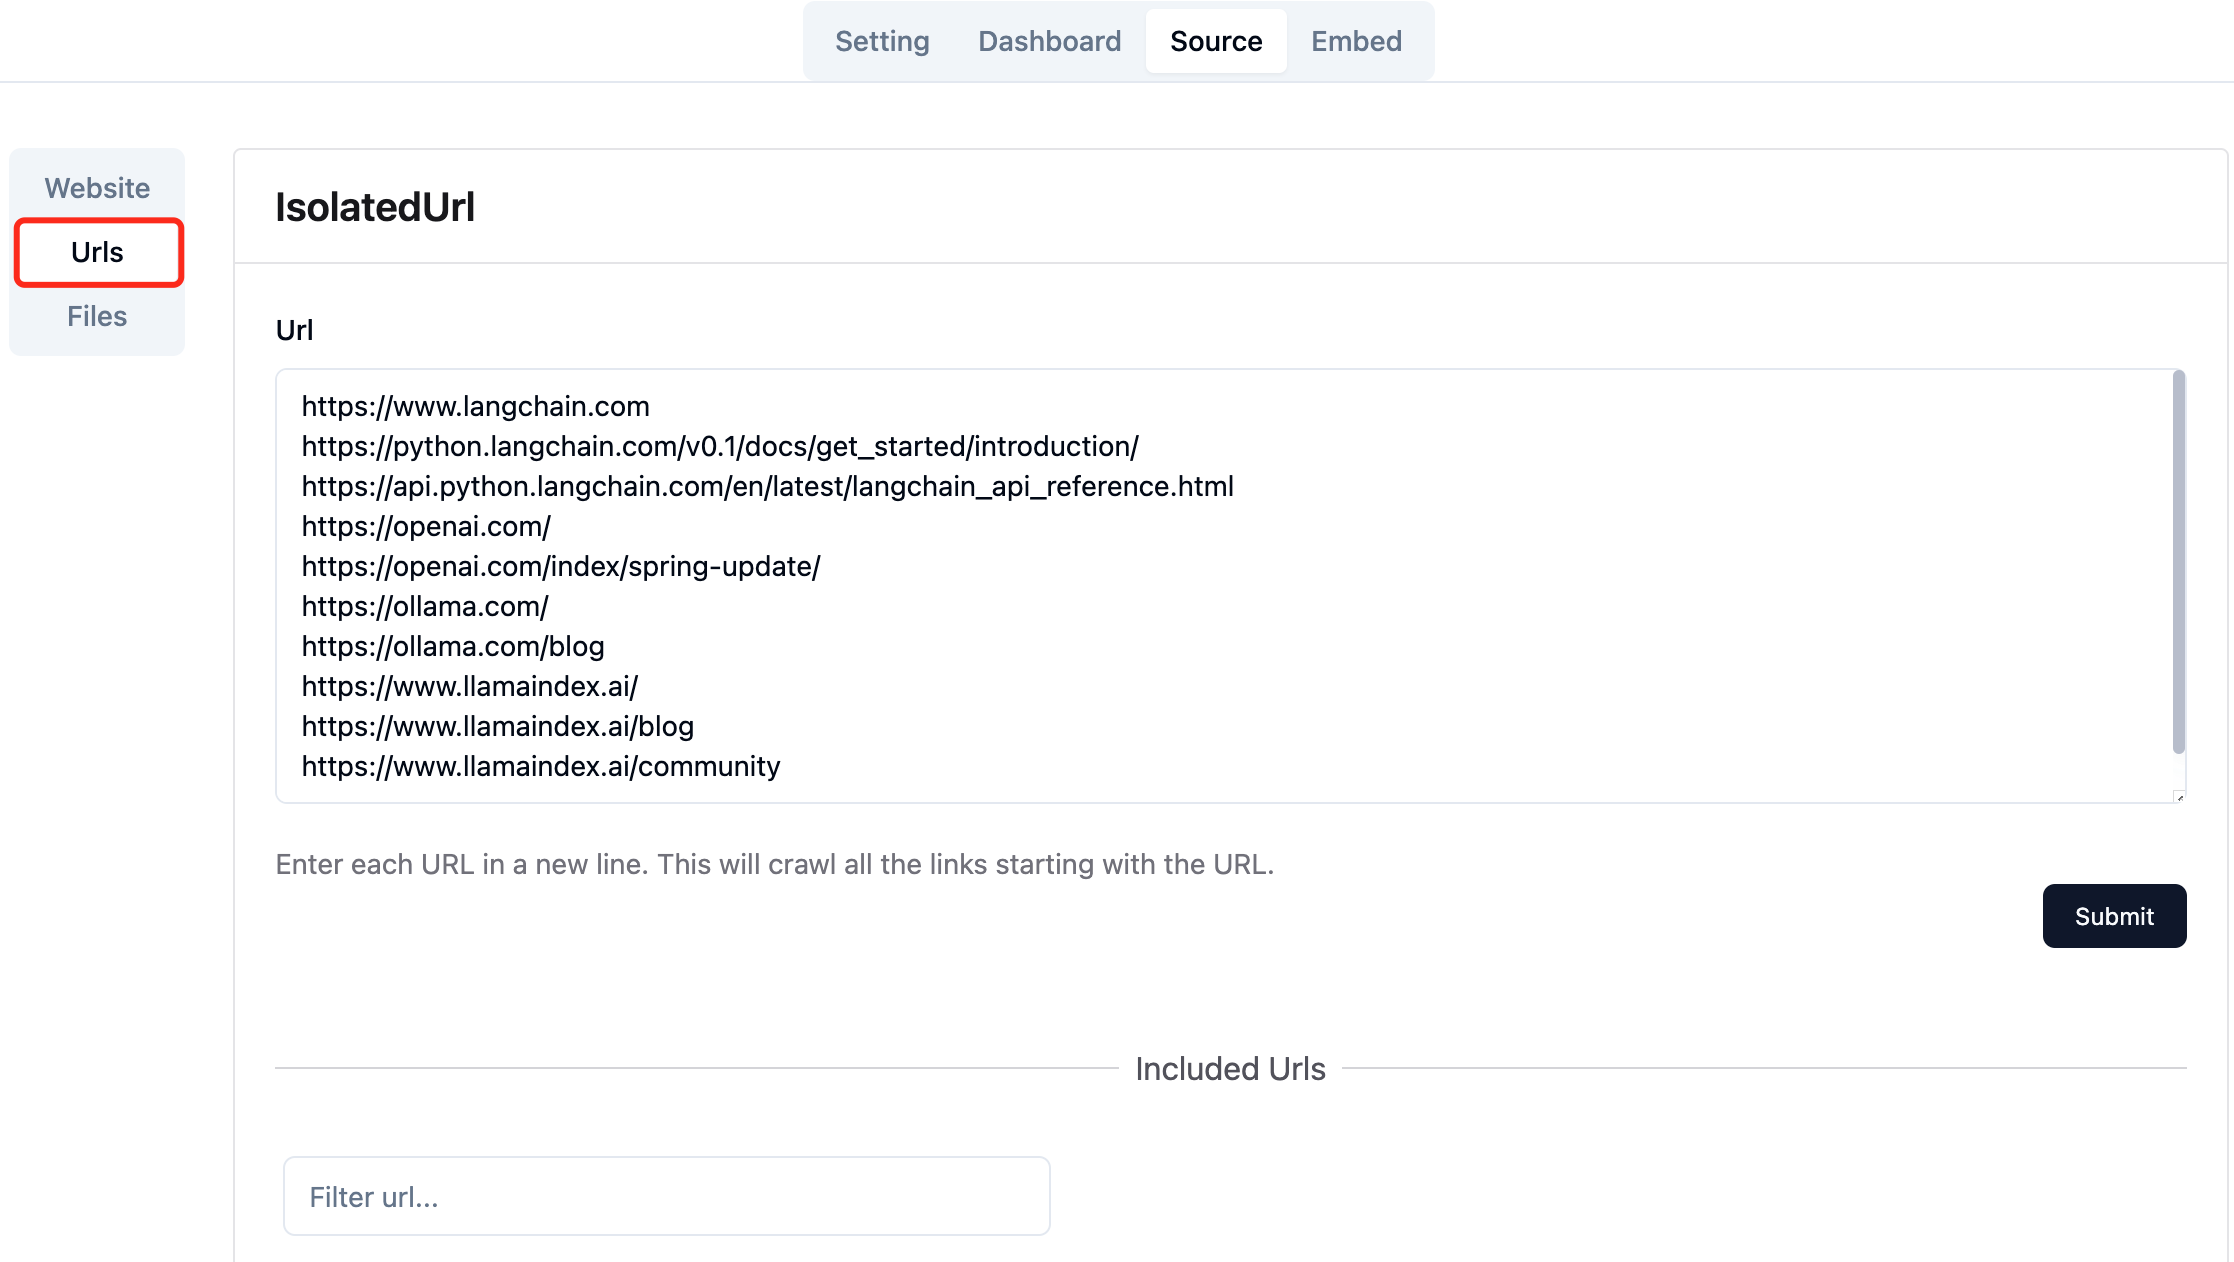 Setting Dashboard Source Embed
Website
Urls
Files
IsolatedUrl
Url
https://www.langchain.com
https://python.langchain.com/v0.1/docs/get_started/introduction/
https://api.python.langchain.com/en/latest/langchain_api_reference.html
https://openai.com/
https://openai.com/index/spring-update/
https://ollama.com/
https://ollama.com/blog
https://www.llamaindex.ai/
https://www.llamaindex.ai/blog
https://www.llamaindex.ai/community
Enter each URL in a new line. This will crawl all the links starting with the URL.
Submit
Included Urls
Filter url...